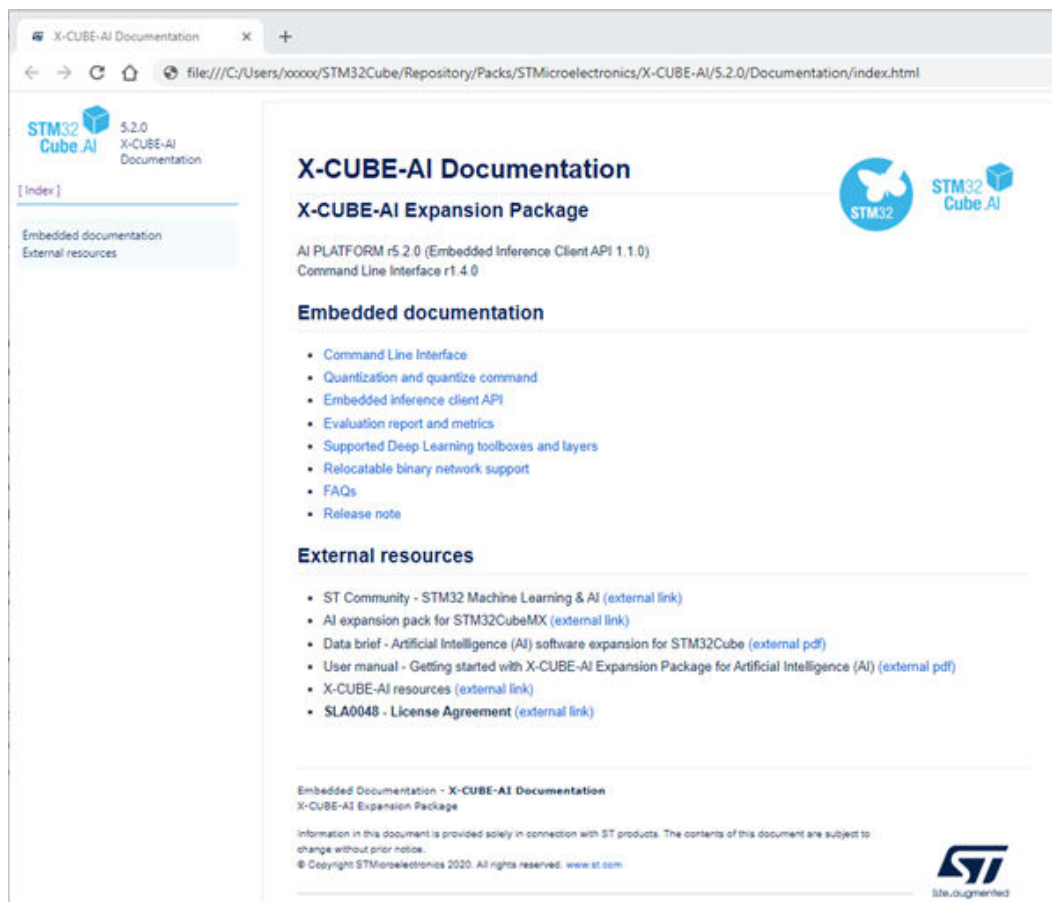 X-CUBE-AI Documentation
file:///C:/Users/xxxxx/STM32Cube/Repository/Packs/STMicroelectronics/X-CUBE-AI/5.2.0/Documentation/index.html
STM32
Cube.AI
5.2.0
X-CUBE-AI
Documentation
[ Index ]
Embedded documentation
External resources
X-CUBE-AI Documentation
STM32
STM32
Cube.AI
X-CUBE-AI Expansion Package
AI PLATFORM r5.2.0 (Embedded Inference Client API 1.1.0)
Command Line Interface r1.4.0
Embedded documentation
• Command Line Interface
• Quantization and quantize command
• Embedded inference client API
• Evaluation report and metrics
• Supported Deep Learning toolboxes and layers
• Relocatable binary network support
• FAQs
• Release note
External resources
• ST Community - STM32 Machine Learning & AI (external link)
• AI expansion pack for STM32CubeMX (external link)
• Data brief - Artificial Intelligence (AI) software expansion for STM32Cube (external pdf)
• User manual - Getting started with X-CUBE-AI Expansion Package for Artificial Intelligence (AI) (external pdf)
• X-CUBE-AI resources (external link)
• SLA0048 - License Agreement (external link)
Embedded Documentation - X-CUBE-AI Documentation
X-CUBE-AI Expansion Package
Information in this document is provided solely in connection with ST products. The contents of this document are subject to
change without prior notice.
© Copyright STMicroelectronics 2020. All rights reserved. www.st.com
ST
life.augmented